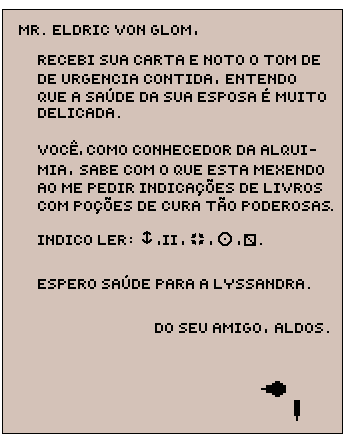 MR. ELDRIC VON GLOM,
RECEBI SUA CARTA E NOTO O TOM DE
DE URGENCIA CONTIDA, ENTENDO
QUE A SAÚDE DA SUA ESPOSA É MUITO
DELICADA.
VOCÊ, COMO CONHECEDOR DA ALQUI-
MIA, SABE COM O QUE ESTA MEXENDO
AO ME PEDIR INDICAÇÕES DE LIVROS
COM POÇÕES DE CURA TÃO PODEROSAS.
INDICO LER: ↕, II, ⁛, ⊙, ⧅.
ESPERO SAÚDE PARA A LYSSANDRA.
DO SEU AMIGO, ALDOS.